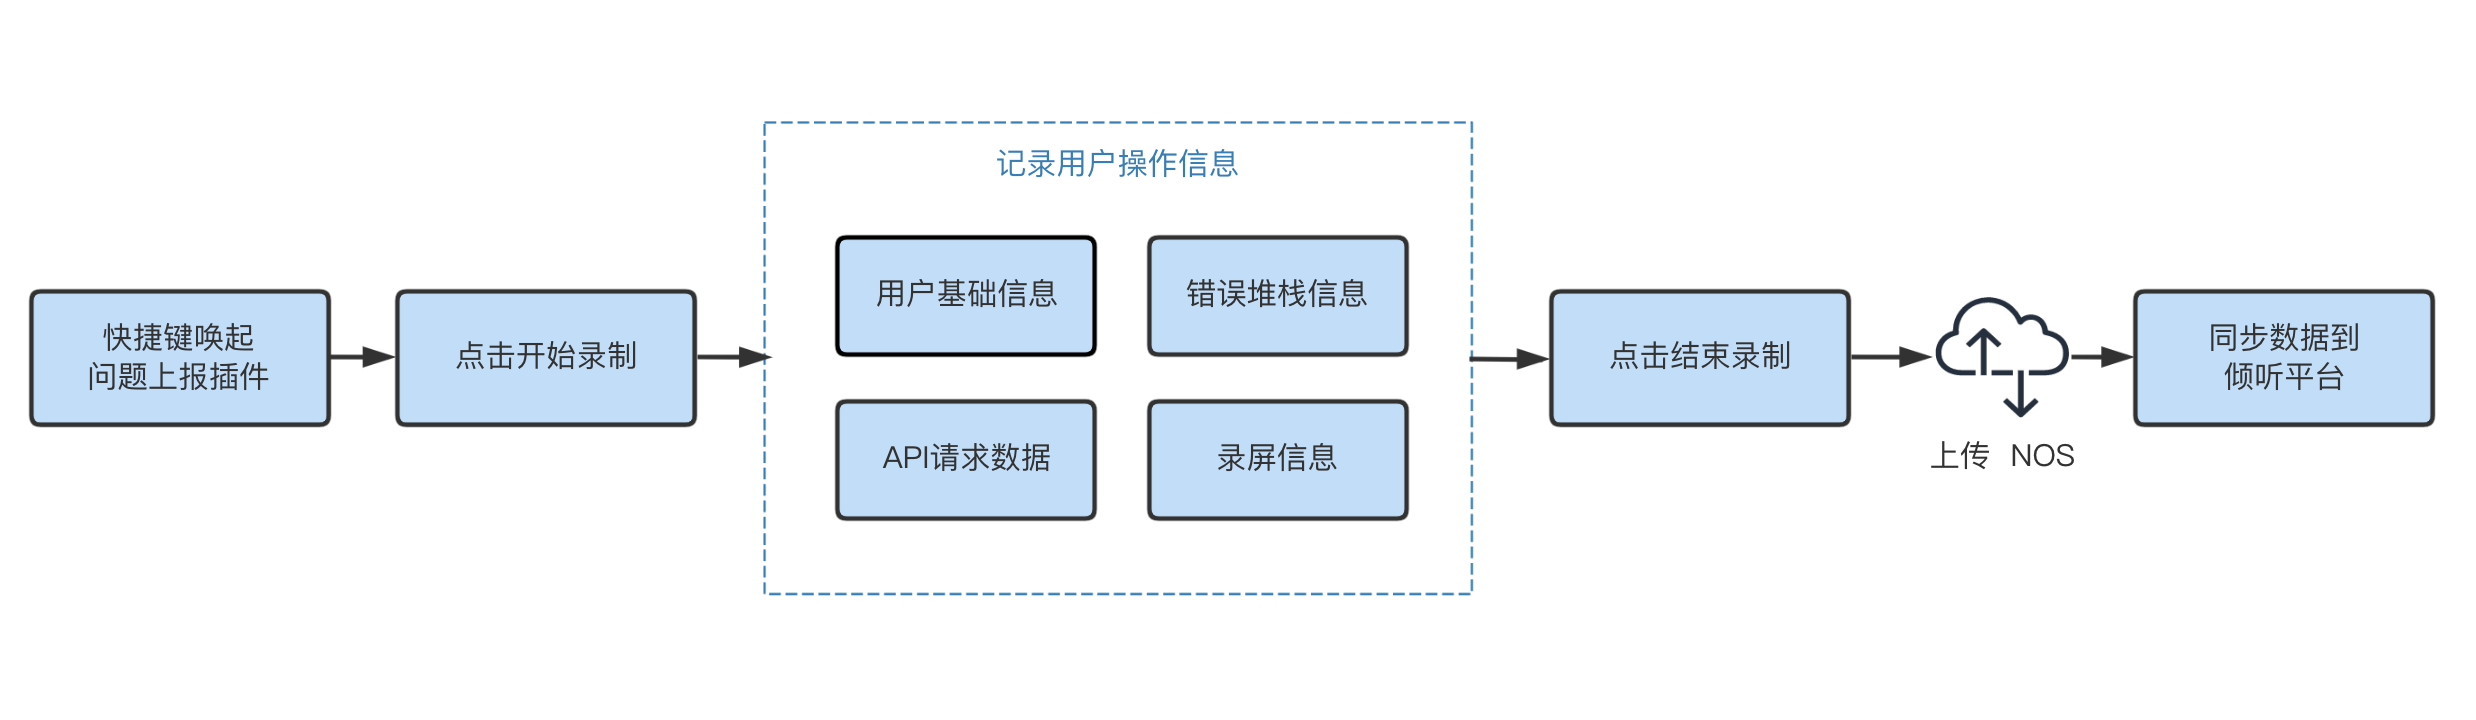 快捷键唤起
问题上报插件
点击开始录制
记录用户操作信息
用户基础信息
错误堆栈信息
API请求数据
录屏信息
点击结束录制
上传 NOS
同步数据到
倾听平台